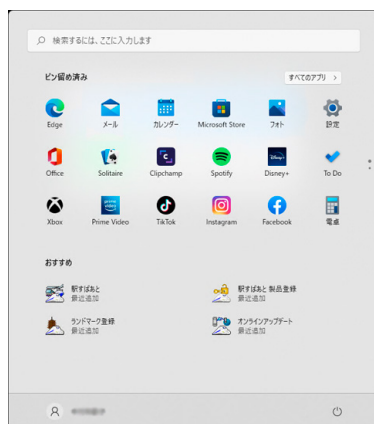 検索するには、ここに入力します
ピン留め済み
すべてのアプリ >
Edge
メール
カレンダー
Microsoft Store
フォト
設定
Office
Solitaire
Clipchamp
Spotify
Disney+
To Do
Xbox
Prime Video
TikTok
Instagram
Facebook
電卓
おすすめ
駅すぱあと
最近追加
駅すぱあと 製品登録
最近追加
ランドマーク登録
最近追加
オンラインアップデート
最近追加